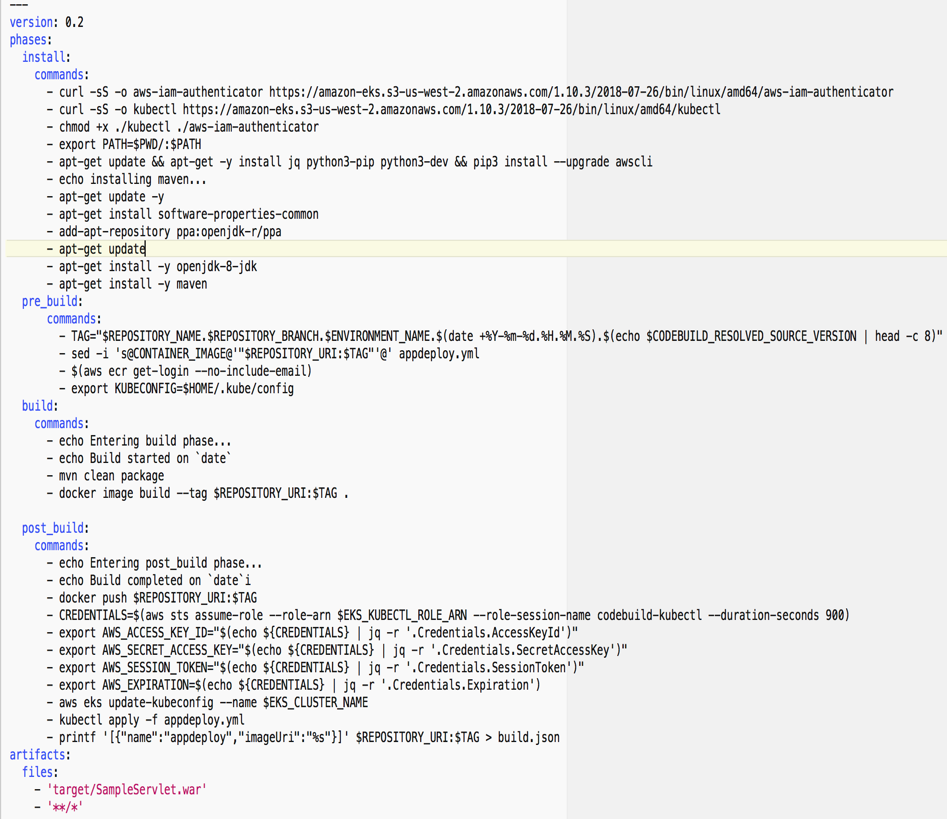 ---
version: 0.2
phases:
  install:
    commands:
      - curl -sS -o aws-iam-authenticator https://amazon-eks.s3-us-west-2.amazonaws.com/1.10.3/2018-07-26/bin/linux/amd64/aws-iam-authenticator
      - curl -sS -o kubectl https://amazon-eks.s3-us-west-2.amazonaws.com/1.10.3/2018-07-26/bin/linux/amd64/kubectl
      - chmod +x ./kubectl ./aws-iam-authenticator
      - export PATH=$PWD/:$PATH
      - apt-get update && apt-get -y install jq python3-pip python3-dev && pip3 install --upgrade awscli
      - echo installing maven...
      - apt-get update -y
      - apt-get install software-properties-common
      - add-apt-repository ppa:openjdk-r/ppa
      - apt-get update
      - apt-get install -y openjdk-8-jdk
      - apt-get install -y maven
  pre_build:
      commands:
        - TAG="$REPOSITORY_NAME.$REPOSITORY_BRANCH.$ENVIRONMENT_NAME.$(date +%Y-%m-%d.%H.%M.%S).$(echo $CODEBUILD_RESOLVED_SOURCE_VERSION | head -c 8)"
        - sed -i 's@CONTAINER_IMAGE@'"$REPOSITORY_URI:$TAG"'@' appdeploy.yml
        - $(aws ecr get-login --no-include-email)
        - export KUBECONFIG=$HOME/.kube/config
  build:
    commands:
      - echo Entering build phase...
      - echo Build started on `date`
      - mvn clean package
      - docker image build --tag $REPOSITORY_URI:$TAG .
  post_build:
    commands:
      - echo Entering post_build phase...
      - echo Build completed on `date`i
      - docker push $REPOSITORY_URI:$TAG
      - CREDENTIALS=$(aws sts assume-role --role-arn $EKS_KUBECTL_ROLE_ARN --role-session-name codebuild-kubectl --duration-seconds 900)
      - export AWS_ACCESS_KEY_ID="$(echo ${CREDENTIALS} | jq -r '.Credentials.AccessKeyId')"
      - export AWS_SECRET_ACCESS_KEY="$(echo ${CREDENTIALS} | jq -r '.Credentials.SecretAccessKey')"
      - export AWS_SESSION_TOKEN="$(echo ${CREDENTIALS} | jq -r '.Credentials.SessionToken')"
      - export AWS_EXPIRATION=$(echo ${CREDENTIALS} | jq -r '.Credentials.Expiration')
      - aws eks update-kubeconfig --name $EKS_CLUSTER_NAME
      - kubectl apply -f appdeploy.yml
      - printf '[{"name":"appdeploy","imageUri":"%s"}]' $REPOSITORY_URI:$TAG > build.json
artifacts:
  files:
    - 'target/SampleServlet.war'
    - '**/*'